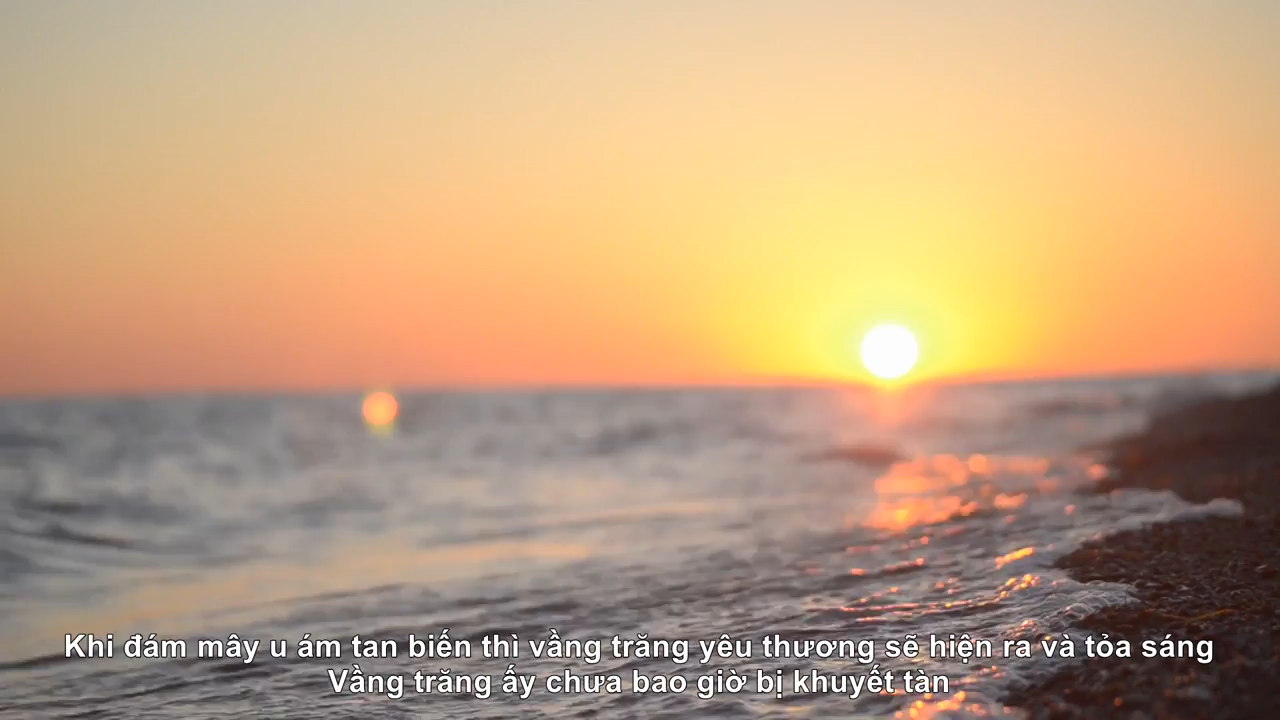 Khi đám mây u ám tan biến thì vầng trăng yêu thương sẽ hiện ra và tỏa sáng
Vầng trăng ấy chưa bao giờ bị khuyết tàn